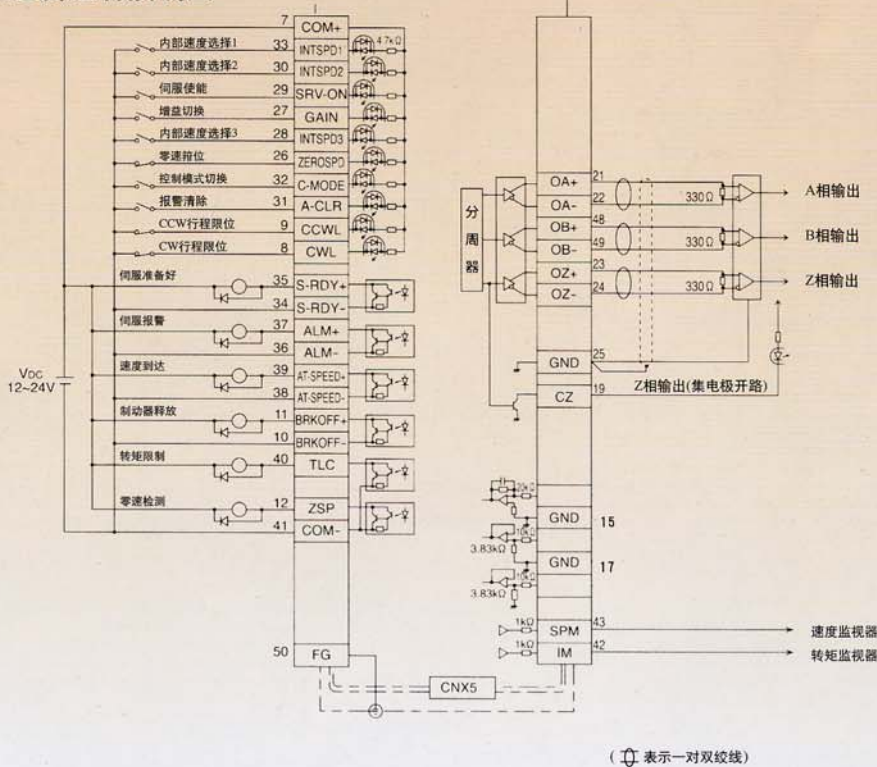 7 COM+
内部速度选择1 33 INTSPD1 4.7kΩ
内部速度选择2 30 INTSPD2
伺服使能 29 SRV-ON
增益切换 27 GAIN
内部速度选择3 28 INTSPD3
零速箝位 26 ZEROSPD
控制模式切换 32 C-MODE
报警清除 31 A-CLR
CCW行程限位 9 CCWL
CW行程限位 8 CWL
伺服准备好 35 S-RDY+
34 S-RDY-
伺服报警 37 ALM+
36 ALM-
速度到达 39 AT-SPEED+
38 AT-SPEED-
制动器释放 11 BRKOFF+
10 BRKOFF-
转矩限制 40 TLC
零速检测 12 ZSP
41 COM-
VDC
12~24V
50 FG
CNX5
分周器
OA+ 21
OA- 22 330Ω A相输出
OB+ 48
OB- 49 330Ω B相输出
OZ+ 23
OZ- 24 330Ω Z相输出
GND 25
CZ 19 Z相输出(集电极开路)
20kΩ
GND 15
10kΩ
3.83kΩ
GND 17
10kΩ
3.83kΩ
1kΩ SPM 43 速度监视器
1kΩ IM 42 转矩监视器
( 表示一对双绞线)